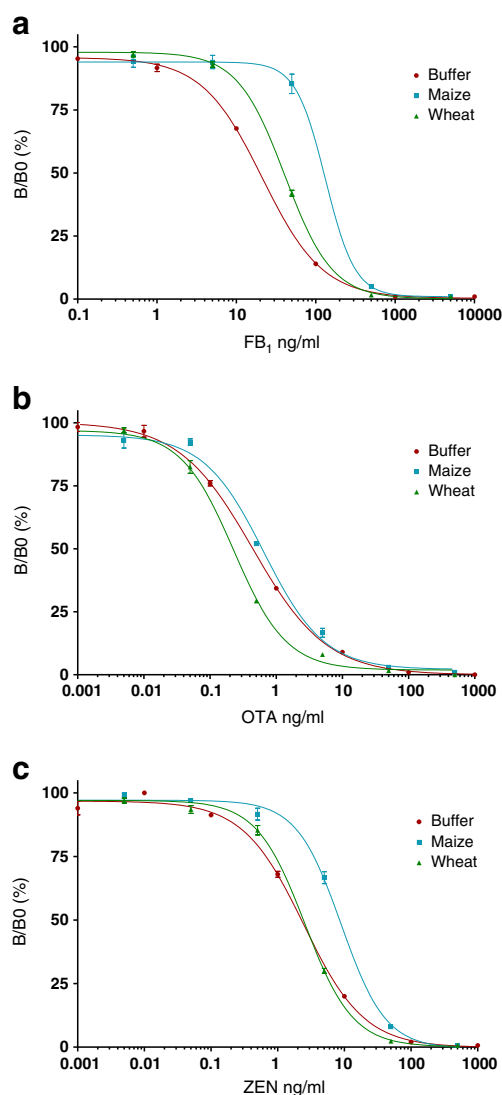 a
100
75
50
25
0
B/B0 (%)
Buffer
Maize
Wheat
0.1 1 10 100 1000 10000
FB₁ ng/ml
b
100
75
50
25
0
B/B0 (%)
Buffer
Maize
Wheat
0.001 0.01 0.1 1 10 100 1000
OTA ng/ml
c
100
75
50
25
0
B/B0 (%)
Buffer
Maize
Wheat
0.001 0.01 0.1 1 10 100 1000
ZEN ng/ml